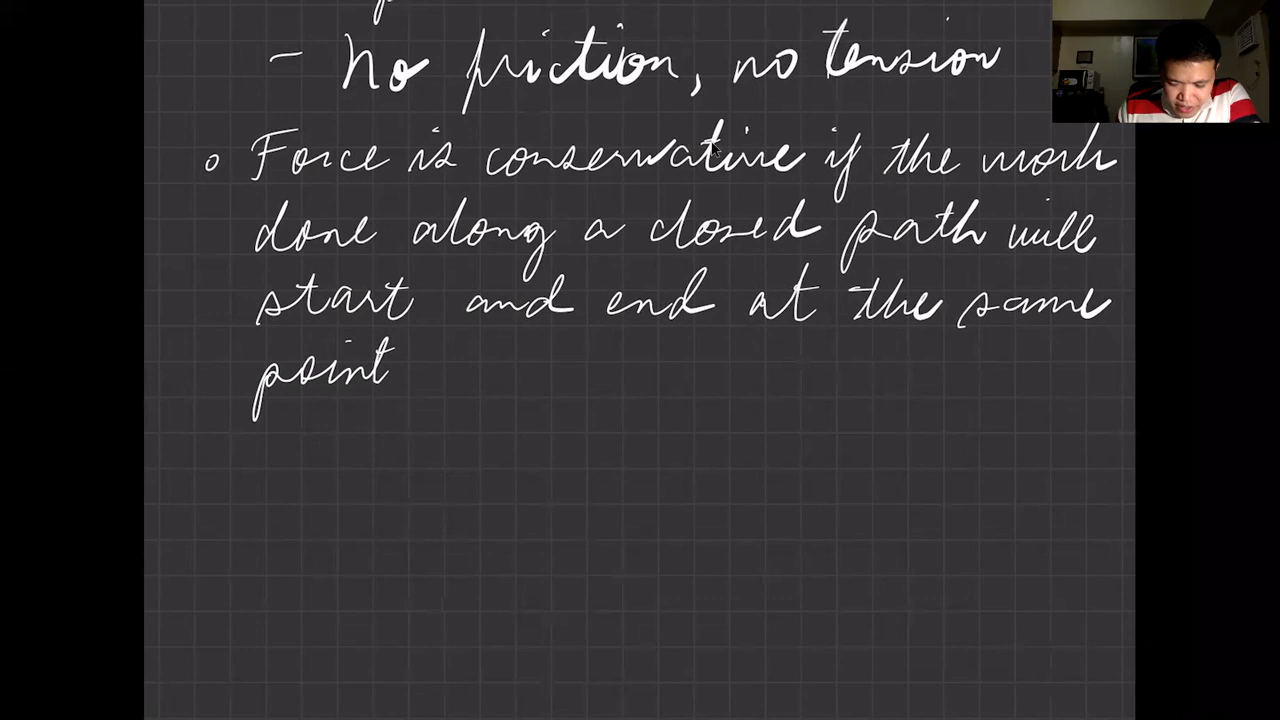 - No friction, no tension
o Force is conservative if the work
done along a closed path will
start and end at the same
point